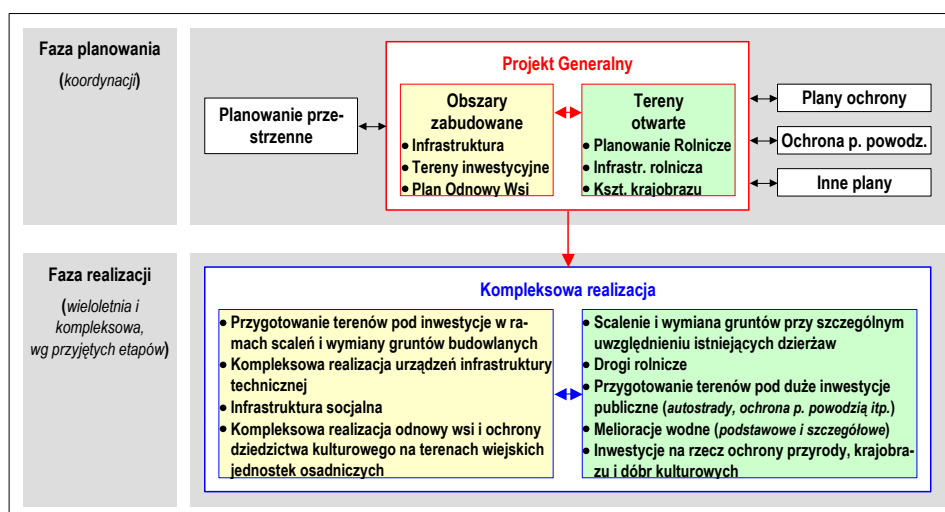 Faza planowania
(koordynacji)
Projekt Generalny
Planowanie prze-
strzenne
Obszary
zabudowane
● Infrastruktura
● Tereny inwestycyjne
● Plan Odnowy Wsi
Tereny
otwarte
● Planowanie Rolnicze
● Infrastr. rolnicza
● Kszt. krajobrazu
Plany ochrony
Ochrona p. powodz.
Inne plany
Faza realizacji
(wieloletnia i
kompleksowa,
wg przyjętych etapów)
Kompleksowa realizacja
● Przygotowanie terenów pod inwestycje w ra-
mach scaleń i wymiany gruntów budowlanych
● Kompleksowa realizacja urządzeń infrastruktury
technicznej
● Infrastruktura socjalna
● Kompleksowa realizacja odnowy wsi i ochrony
dziedzictwa kulturowego na terenach wiejskich
jednostek osadniczych
● Scalenie i wymiana gruntów przy szczególnym
uwzględnieniu istniejących dzierżaw
● Drogi rolnicze
● Przygotowanie terenów pod duże inwestycje
publiczne (autostrady, ochrona p. powodzią itp.)
● Melioracje wodne (podstawowe i szczegółowe)
● Inwestycje na rzecz ochrony przyrody, krajobra-
zu i dóbr kulturowych